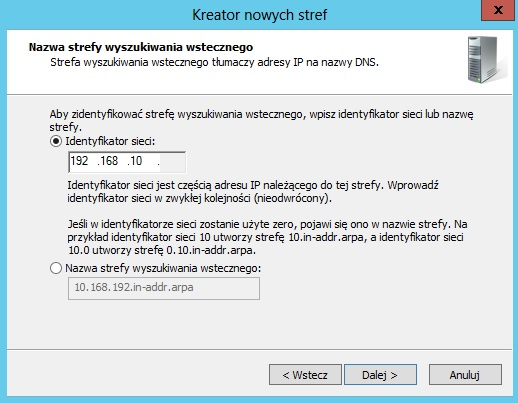 Kreator nowych stref
x
Nazwa strefy wyszukiwania wstecznego
Strefa wyszukiwania wstecznego tłumaczy adresy IP na nazwy DNS.
Aby zidentyfikować strefę wyszukiwania wstecznego, wpisz identyfikator sieci lub nazwę
strefy.
Identyfikator sieci:
192 .168 .10 .
Identyfikator sieci jest częścią adresu IP należącego do tej strefy. Wprowadź
identyfikator sieci w zwykłej kolejności (nieodwrócony).
Jeśli w identyfikatorze sieci zostanie użyte zero, pojawi się ono w nazwie strefy. Na
przykład identyfikator sieci 10 utworzy strefę 10.in-addr.arpa, a identyfikator sieci
10.0 utworzy strefę 0.10.in-addr.arpa.
Nazwa strefy wyszukiwania wstecznego:
10.168.192.in-addr.arpa
< Wstecz
Dalej >
Anuluj